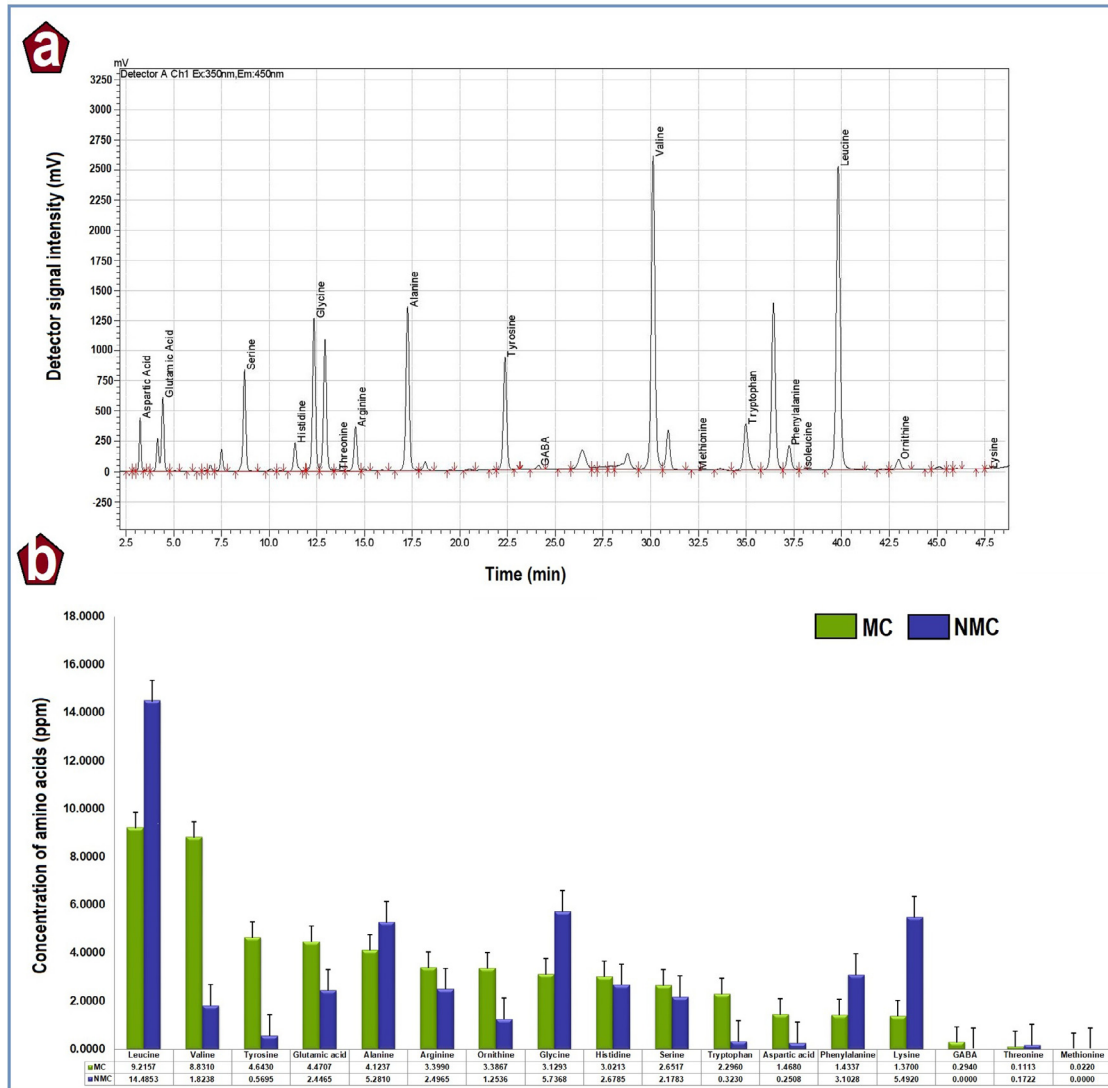 a
mV
Detector A Ch1 Ex:350nm,Em:450nm
3250
3000
2750
2500
2250
2000
1750
1500
1250
1000
750
500
250
0
-250
Detector signal intensity (mV)
Aspartic Acid
Glutamic Acid
Serine
Histidine
Glycine
Threonine
Arginine
Alanine
Tyrosine
GABA
Valine
Methionine
Tryptophan
Phenylalanine
Isoleucine
Leucine
Ornithine
Lysine
2.5 5.0 7.5 10.0 12.5 15.0 17.5 20.0 22.5 25.0 27.5 30.0 32.5 35.0 37.5 40.0 42.5 45.0 47.5
Time (min)
b
MC NMC
18.0000
16.0000
14.0000
12.0000
10.0000
8.0000
6.0000
4.0000
2.0000
0.0000
Concentration of amino acids (ppm)
Leucine Valine Tyrosine Glutamic acid Alanine Arginine Ornithine Glycine Histidine Serine Tryptophan Aspartic acid Phenylalanine Lysine GABA Threonine Methionine
MC 9.2157 8.8310 4.6430 4.4707 4.1237 3.3990 3.3867 3.1293 3.0213 2.6517 2.2960 1.4680 1.4337 1.3700 0.2940 0.1113 0.0220
NMC 14.4853 1.8238 0.5695 2.4465 5.2810 2.4965 1.2536 5.7368 2.6785 2.1783 0.3230 0.2508 3.1028 5.4920 0.0000 0.1722 0.0000